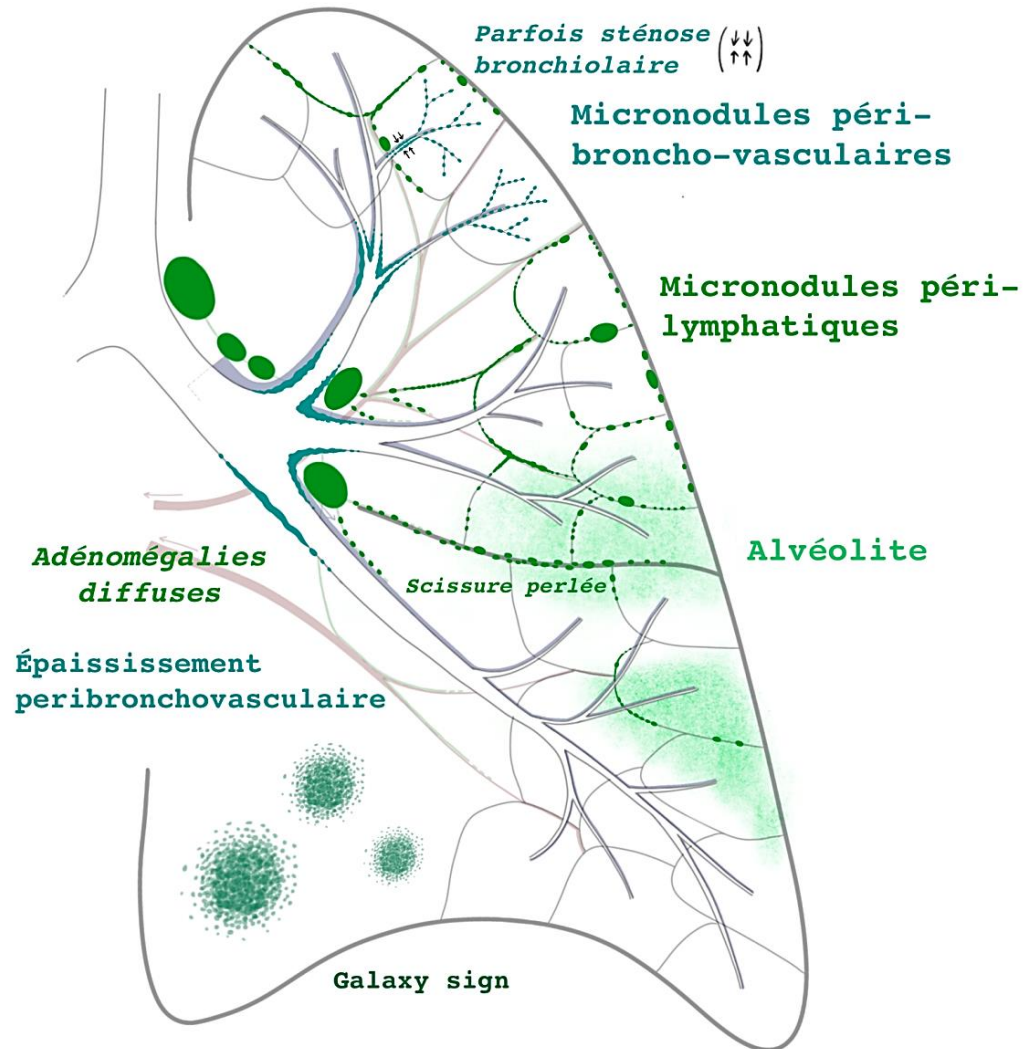 Parfois sténose
bronchiolaire
Micronodules péri-
broncho-vasculaires
Micronodules péri-
lymphatiques
Alvéolite
Adénomégalies
diffuses
Scissure perlée
Épaississement
peribronchovasculaire
Galaxy sign